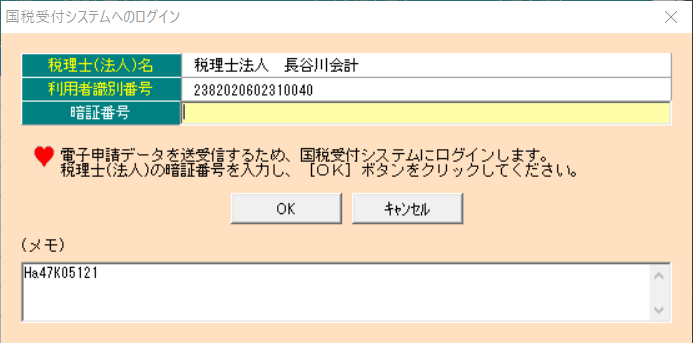 国税受付システムへのログイン
税理士(法人)名 税理士法人　長谷川会計
利用者識別番号 2382020602310040
暗証番号
電子申請データを送受信するため、国税受付システムにログインします。
税理士(法人)の暗証番号を入力し、［ＯＫ］ボタンをクリックしてください。
OK ｷｬﾝｾﾙ
(メモ)
Ha47K05121